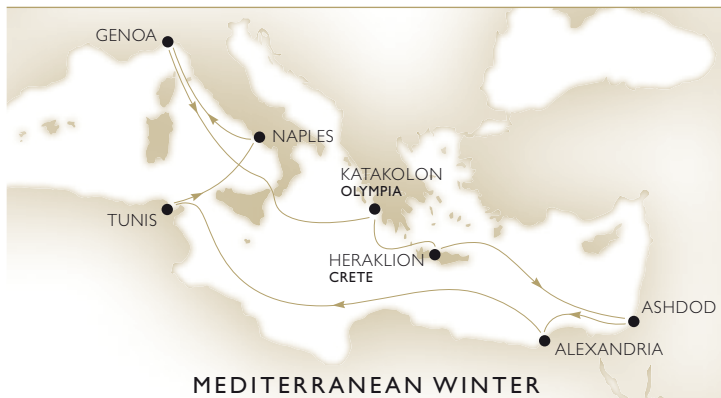 GENOA
NAPLES
KATAKOLON
OLYMPIA
TUNIS
HERAKLION
CRETE
ASHDOD
ALEXANDRIA
MEDITERRANEAN WINTER